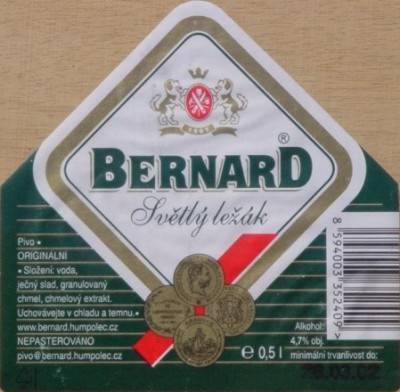 1597
BERNARD®
Světlý ležák
Pivo •
ORIGINÁLNÍ
• Složení: voda,
ječný slad, granulovaný
chmel, chmelový extrakt.
Uchovávejte v chladu a temnu. •
www.bernard.humpolec.cz
NEPASTEROVÁNO
pivo@bernard.humpolec.cz
℮ 0,5 l
Alkohol:
4,7% obj.
minimální trvanlivost do:
8 594003 352409 >